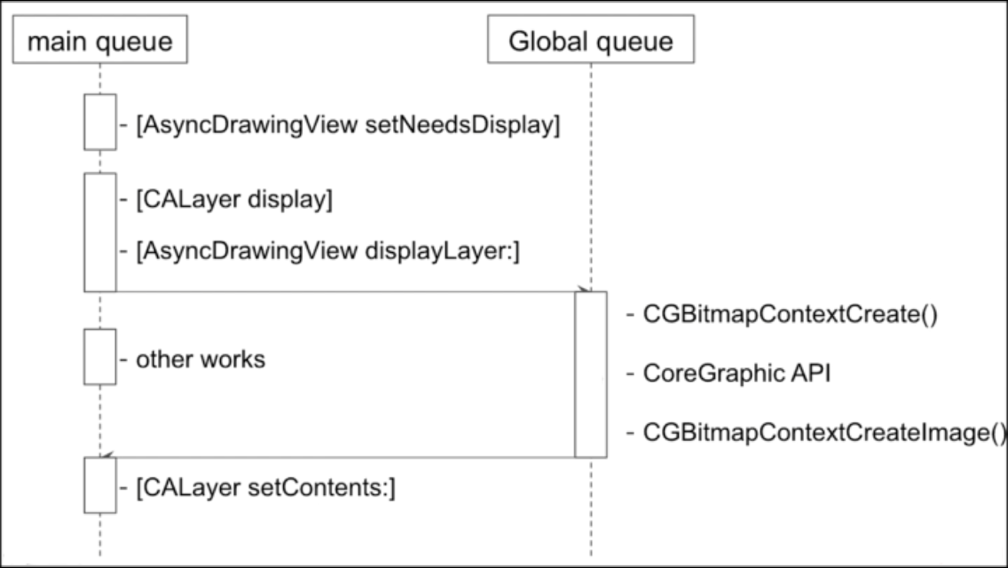 main queue
Global queue
- [AsyncDrawingView setNeedsDisplay]
- [CALayer display]
- [AsyncDrawingView displayLayer:]
- CGBitmapContextCreate()
- other works
- CoreGraphic API
- CGBitmapContextCreateImage()
- [CALayer setContents:]